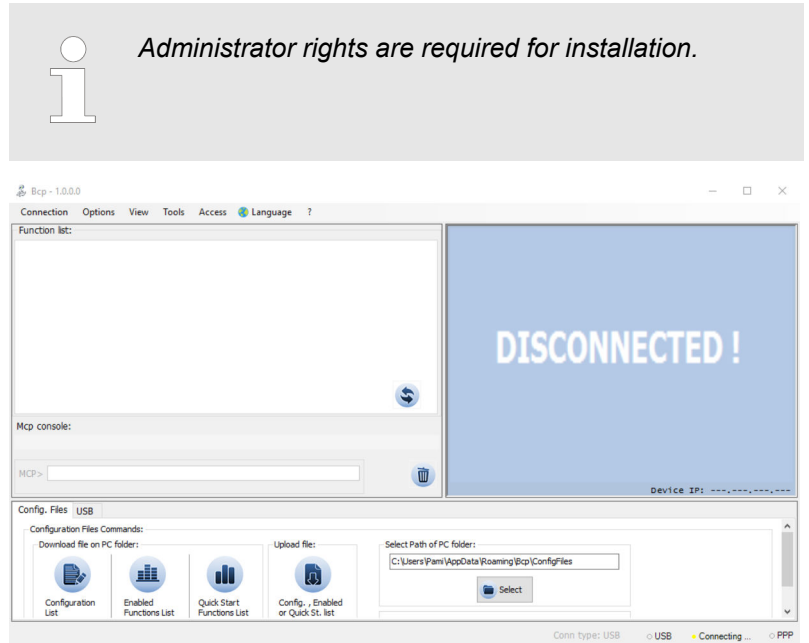 Administrator rights are required for installation.
Bcp - 1.0.0.0
Connection Options View Tools Access Language ?
Function list:
DISCONNECTED !
Mcp console:
MCP>
Device IP: ---.---.---.---
Config. Files USB
Configuration Files Commands:
Download file on PC folder:
Upload file:
Select Path of PC folder:
C:\Users\Pami\AppData\Roaming\Bcp\ConfigFiles
Select
Configuration
List
Enabled
Functions List
Quick Start
Functions List
Config. , Enabled
or Quick St. list
Conn type: USB USB Connecting ... PPP